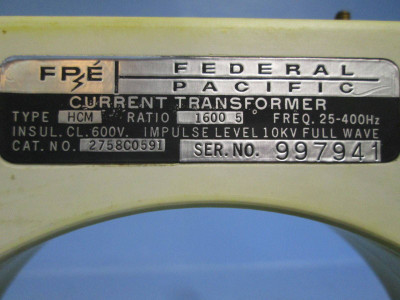 FPÉ FEDERAL
PACIFIC
CURRENT TRANSFORMER
TYPE HCM RATIO 1600 5 FREQ. 25-400Hz
INSUL. CL. 600V. IMPULSE LEVEL 10KV FULL WAVE
CAT. NO. 2758C0591 SER. NO. 997941